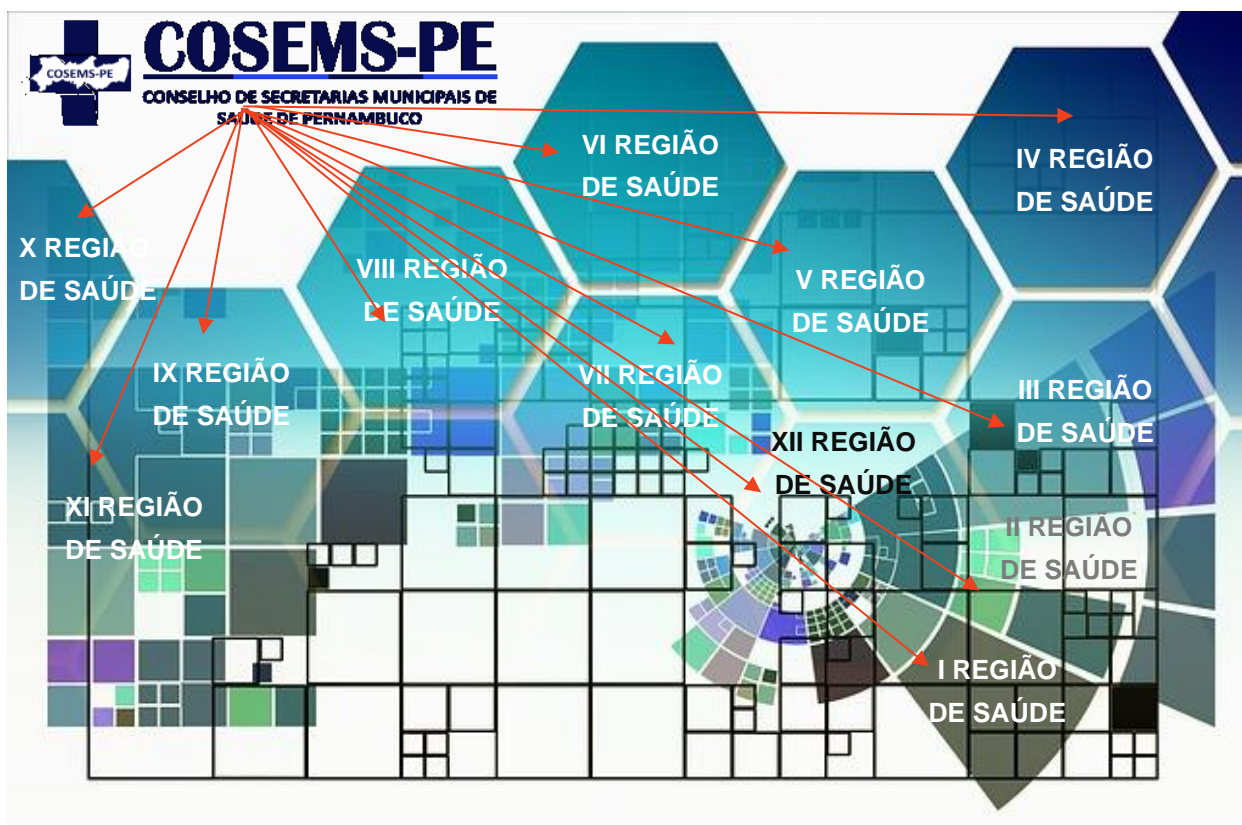 COSEMS-PE
COSEMS-PE
CONSELHO DE SECRETARIAS MUNICIPAIS DE
SAÚDE DE PERNAMBUCO
VI REGIÃO
DE SAÚDE
IV REGIÃO
DE SAÚDE
X REGIÃO
DE SAÚDE
VIII REGIÃO
DE SAÚDE
V REGIÃO
DE SAÚDE
IX REGIÃO
DE SAÚDE
VII REGIÃO
DE SAÚDE
III REGIÃO
DE SAÚDE
XII REGIÃO
DE SAÚDE
XI REGIÃO
DE SAÚDE
II REGIÃO
DE SAÚDE
I REGIÃO
DE SAÚDE